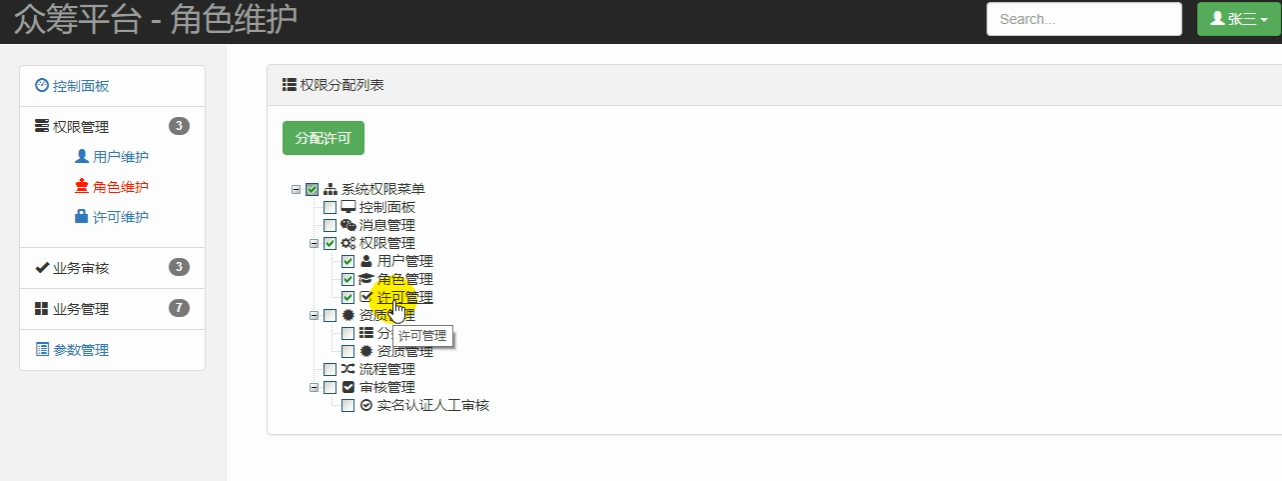 众筹平台 - 角色维护
Search...
张三
控制面板
权限管理 3
用户维护
角色维护
许可维护
业务审核 3
业务管理 7
参数管理
权限分配列表
分配许可
系统权限菜单
控制面板
消息管理
权限管理
用户管理
角色管理
许可管理
资质管理
分
许可管理
资质管理
流程管理
审核管理
实名认证人工审核